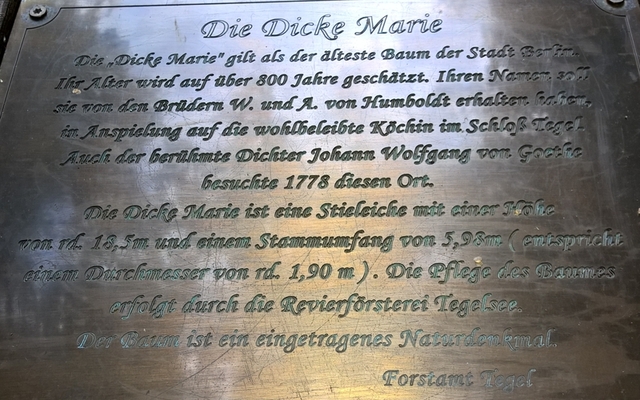 Die Dicke Marie
Die „Dicke Marie" gilt als der älteste Baum der Stadt Berlin.
Ihr Alter wird auf über 800 Jahre geschätzt. Ihren Namen soll
sie von den Brüdern W. und A. von Humboldt erhalten haben,
in Anspielung auf die wohlbeleibte Köchin im Schloß Tegel.
Auch der berühmte Dichter Johann Wolfgang von Goethe
besuchte 1778 diesen Ort.
Die Dicke Marie ist eine Stieleiche mit einer Höhe
von rd. 18,5m und einem Stammumfang von 5,98m ( entspricht
einem Durchmesser von rd. 1,90 m ) . Die Pflege des Baumes
erfolgt durch die Revierförsterei Tegelsee.
Der Baum ist ein eingetragenes Naturdenkmal.
Forstamt Tegel